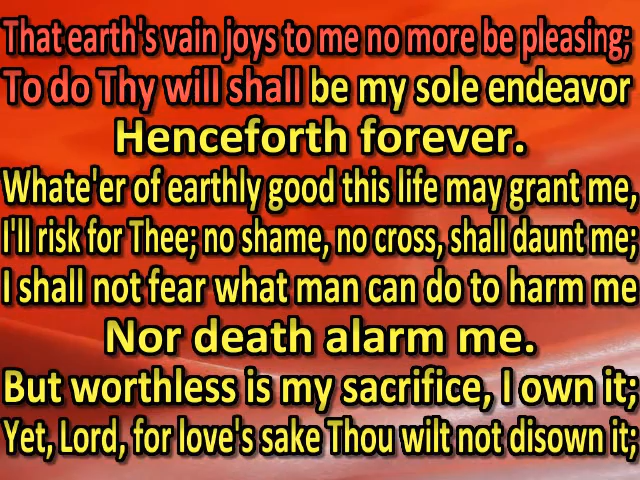 That earth's vain joys to me no more be pleasing;
To do Thy will shall be my sole endeavor
Henceforth forever.
Whate'er of earthly good this life may grant me,
I'll risk for Thee; no shame, no cross, shall daunt me;
I shall not fear what man can do to harm me
Nor death alarm me.
But worthless is my sacrifice, I own it;
Yet, Lord, for love's sake Thou wilt not disown it;